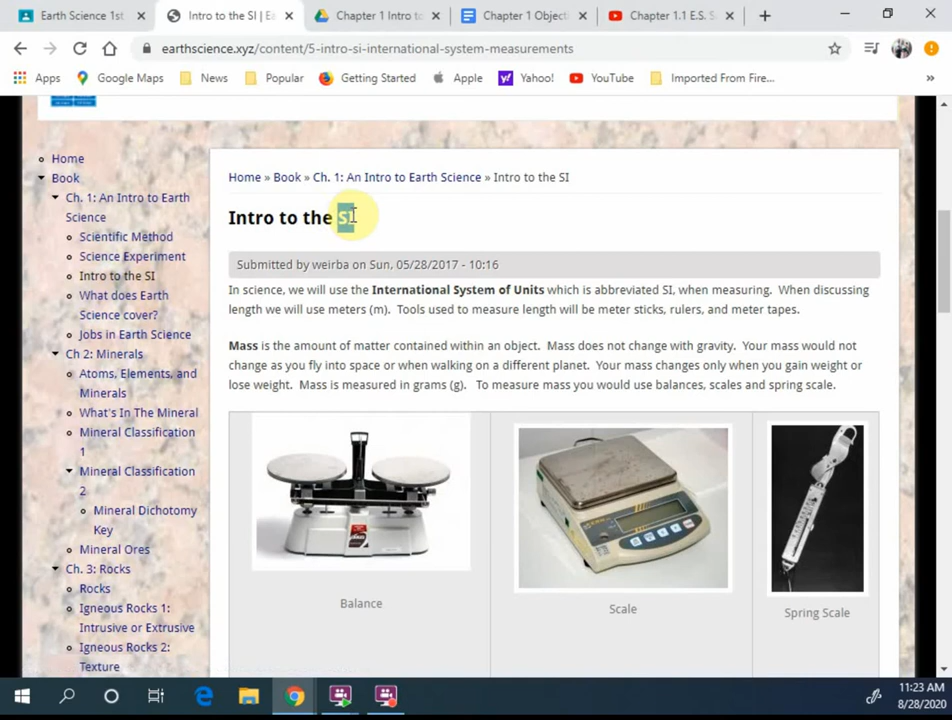 Earth Science 1st
Intro to the SI | Ea
Chapter 1 Intro to
Chapter 1 Objecti
Chapter 1.1 E.S. S
earthscience.xyz/content/5-intro-si-international-system-measurements
Apps
Google Maps
News
Popular
Getting Started
Apple
Yahoo!
YouTube
Imported From Fire...
Home
Book
Ch. 1: An Intro to Earth
Science
Scientific Method
Science Experiment
Intro to the SI
What does Earth
Science cover?
Jobs in Earth Science
Ch 2: Minerals
Atoms, Elements, and
Minerals
What's In The Mineral
Mineral Classification
1
Mineral Classification
2
Mineral Dichotomy
Key
Mineral Ores
Ch. 3: Rocks
Rocks
Igneous Rocks 1:
Intrusive or Extrusive
Igneous Rocks 2:
Texture
Home » Book » Ch. 1: An Intro to Earth Science » Intro to the SI
Intro to the SI
Submitted by weirba on Sun, 05/28/2017 - 10:16
In science, we will use the International System of Units which is abbreviated SI, when measuring. When discussing
length we will use meters (m). Tools used to measure length will be meter sticks, rulers, and meter tapes.
Mass is the amount of matter contained within an object. Mass does not change with gravity. Your mass would not
change as you fly into space or when walking on a different planet. Your mass changes only when you gain weight or
lose weight. Mass is measured in grams (g). To measure mass you would use balances, scales and spring scale.
Balance
Scale
Spring Scale
11:23 AM
8/28/2020